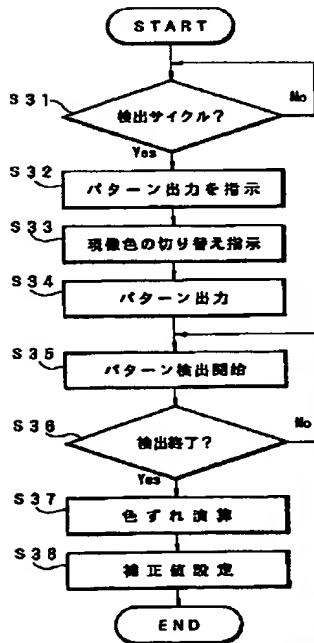 START
S31
検出サイクル?
No
Yes
S32
パターン出力を指示
S33
現像色の切り替え指示
S34
パターン出力
S35
パターン検出開始
S36
検出終了?
No
Yes
S37
色ずれ演算
S38
補正値設定
END